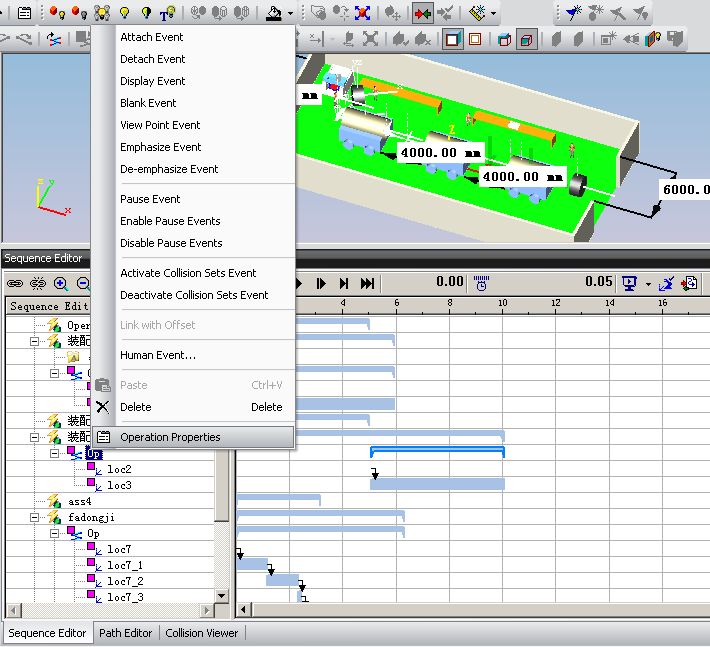 Attach Event
Detach Event
Display Event
Blank Event
View Point Event
Emphasize Event
De-emphasize Event
Pause Event
Enable Pause Events
Disable Pause Events
Activate Collision Sets Event
Deactivate Collision Sets Event
Link with Offset
Human Event...
Paste Ctrl+V
Delete Delete
Operation Properties
mm
4000.00 mm
4000.00 mm
6000.0
Z
Y
X
Sequence Editor
0.00 0.05
Sequence Edit
4 6 8 10 12 14 16
Oper
装配
装配
装配
Op
loc2
loc3
ass4
fadongji
Op
loc7
loc7_1
loc7_2
loc7_3
Sequence Editor Path Editor Collision Viewer